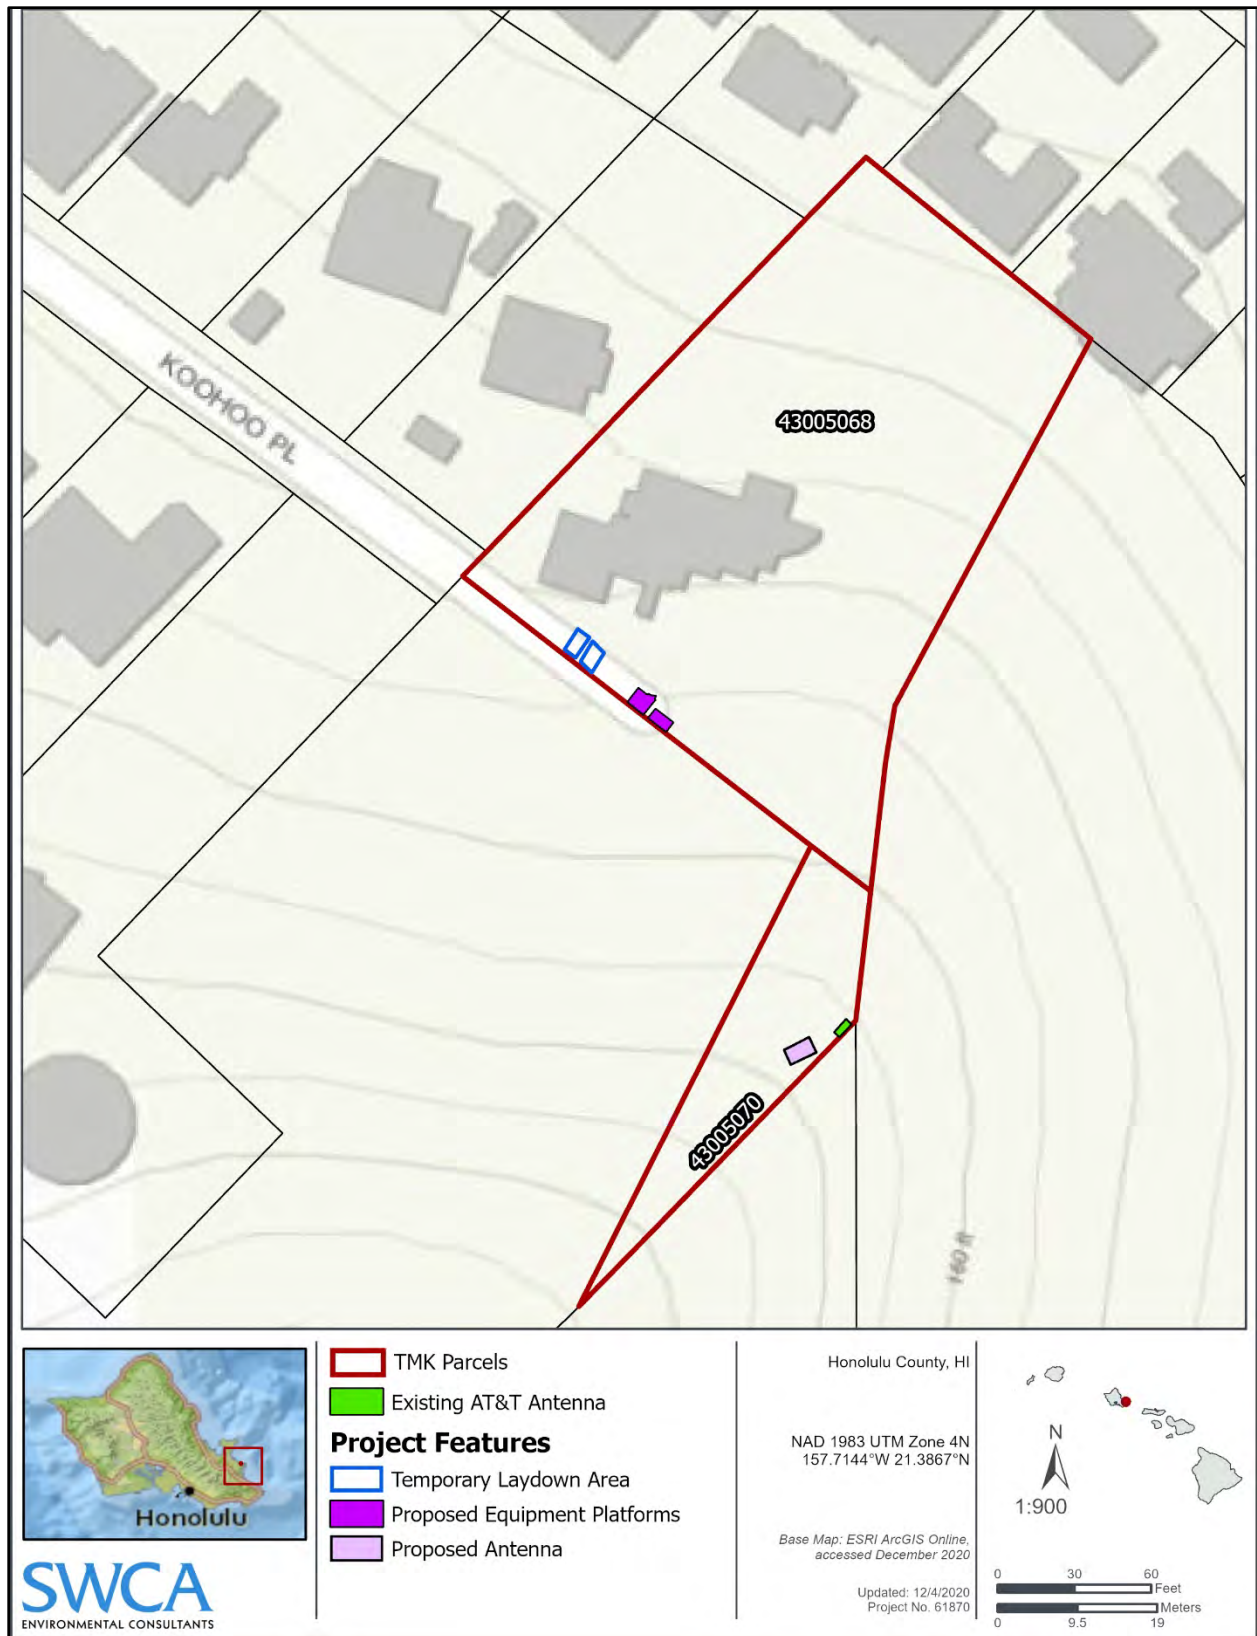 KOOHOO PL
43005068
43005070
160 ft
Honolulu
SWCA
ENVIRONMENTAL CONSULTANTS
TMK Parcels
Existing AT&T Antenna
Project Features
Temporary Laydown Area
Proposed Equipment Platforms
Proposed Antenna
Honolulu County, HI
NAD 1983 UTM Zone 4N
157.7144°W 21.3867°N
Base Map: ESRI ArcGIS Online,
accessed December 2020
Updated: 12/4/2020
Project No. 61870
N
1:900
0 30 60
Feet
Meters
0 9.5 19